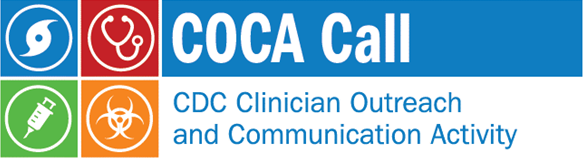 COCA Call
CDC Clinician Outreach
and Communication Activity